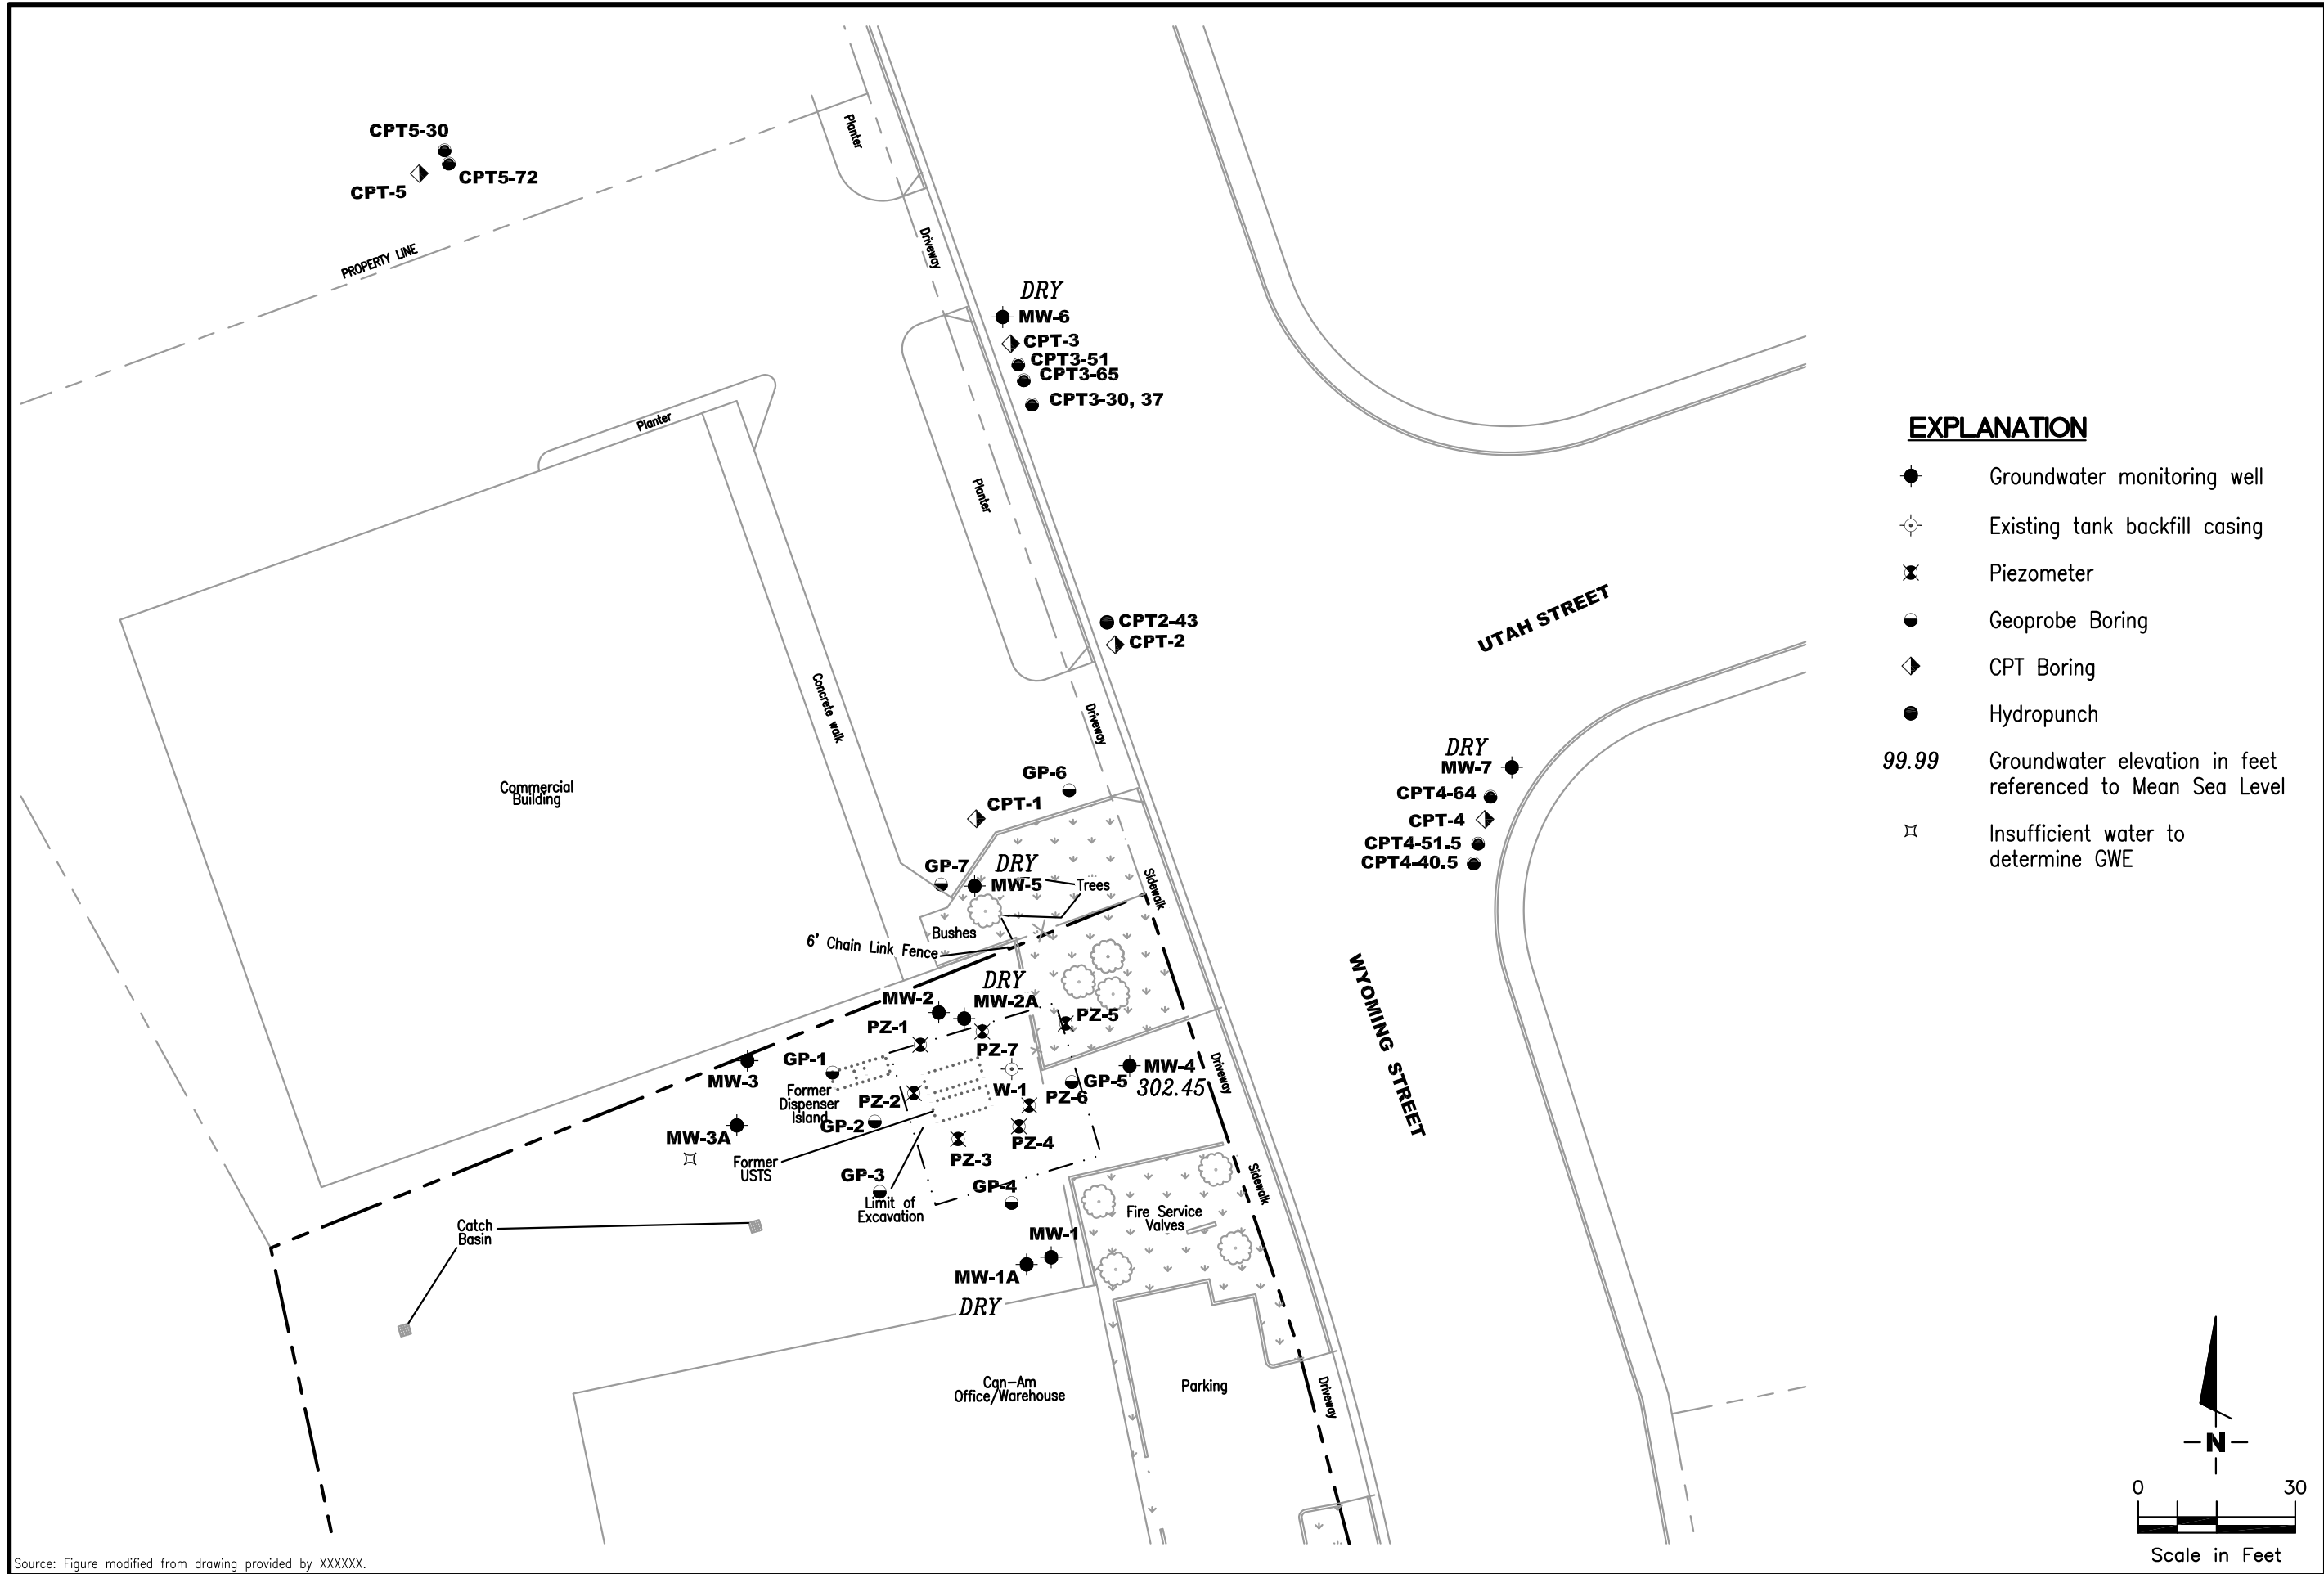 CPT5-30
CPT5-72
CPT-5
PROPERTY LINE
Planter
Driveway
DRY
MW-6
CPT-3
CPT3-51
CPT3-65
CPT3-30, 37
Planter
Planter
Concrete walk
Commercial
Building
CPT2-43
CPT-2
Driveway
UTAH STREET
WYOMING STREET
DRY
MW-7
CPT4-64
CPT-4
CPT4-51.5
CPT4-40.5
GP-6
CPT-1
GP-7
DRY
MW-5
Trees
Sidewalk
Bushes
6' Chain Link Fence
DRY
MW-2
MW-2A
PZ-1
PZ-5
PZ-7
MW-3
GP-1
Former
Dispenser
Island
W-1
GP-5
PZ-6
MW-4
302.45
Driveway
PZ-2
GP-2
PZ-4
PZ-3
MW-3A
Former
USTS
GP-3
GP-4
Limit of
Excavation
Sidewalk
Fire Service
Valves
MW-1
MW-1A
DRY
Catch
Basin
Can-Am
Office/Warehouse
Parking
Driveway
EXPLANATION
Groundwater monitoring well
Existing tank backfill casing
Piezometer
Geoprobe Boring
CPT Boring
Hydropunch
99.99 Groundwater elevation in feet
referenced to Mean Sea Level
Insufficient water to
determine GWE
N
0 30
Scale in Feet
Source: Figure modified from drawing provided by XXXXXX.